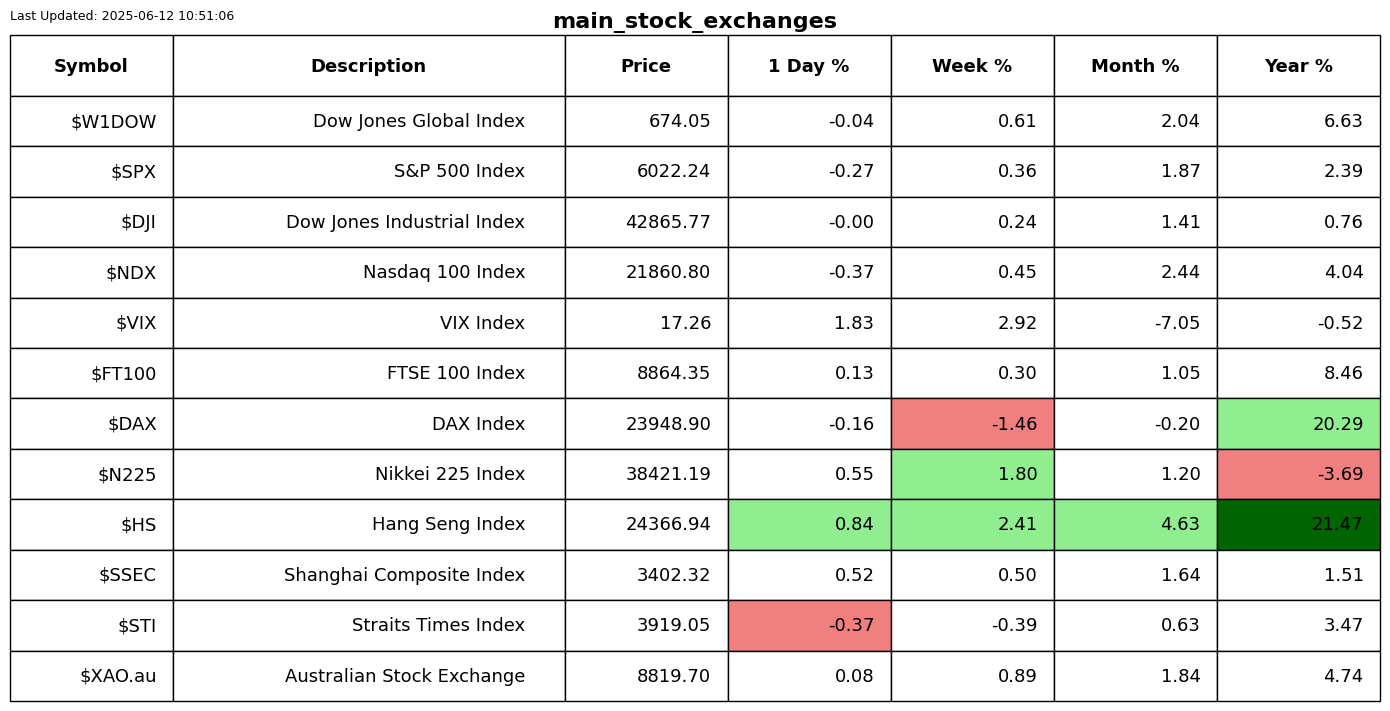 Last Updated: 2025-06-12 10:51:06
main_stock_exchanges
Symbol Description Price 1 Day % Week % Month % Year %
$W1DOW Dow Jones Global Index 674.05 -0.04 0.61 2.04 6.63
$SPX S&P 500 Index 6022.24 -0.27 0.36 1.87 2.39
$DJI Dow Jones Industrial Index 42865.77 -0.00 0.24 1.41 0.76
$NDX Nasdaq 100 Index 21860.80 -0.37 0.45 2.44 4.04
$VIX VIX Index 17.26 1.83 2.92 -7.05 -0.52
$FT100 FTSE 100 Index 8864.35 0.13 0.30 1.05 8.46
$DAX DAX Index 23948.90 -0.16 -1.46 -0.20 20.29
$N225 Nikkei 225 Index 38421.19 0.55 1.80 1.20 -3.69
$HS Hang Seng Index 24366.94 0.84 2.41 4.63 21.47
$SSEC Shanghai Composite Index 3402.32 0.52 0.50 1.64 1.51
$STI Straits Times Index 3919.05 -0.37 -0.39 0.63 3.47
$XAO.au Australian Stock Exchange 8819.70 0.08 0.89 1.84 4.74